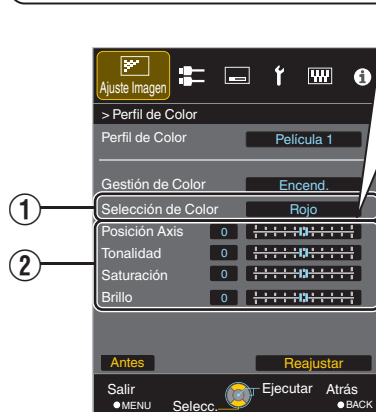 Ajuste Imagen
> Perfil de Color
Perfil de Color Película 1
Gestión de Color Encend.
① Selección de Color Rojo
② Posición Axis 0
Tonalidad 0
Saturación 0
Brillo 0
Antes Reajustar
Salir Ejecutar Atrás
●MENU Selecc. ●BACK